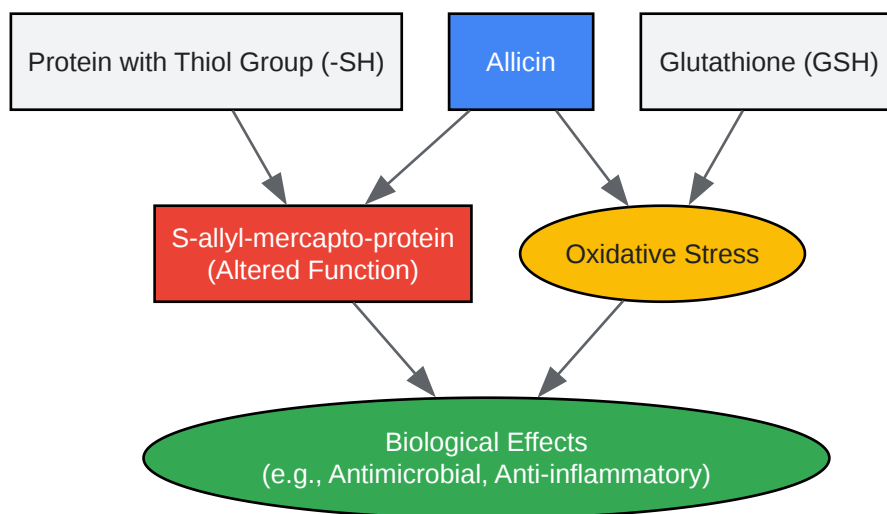 Protein with Thiol Group (-SH)
Allicin
Glutathione (GSH)
S-allyl-mercapto-protein
(Altered Function)
Oxidative Stress
Biological Effects
(e.g., Antimicrobial, Anti-inflammatory)